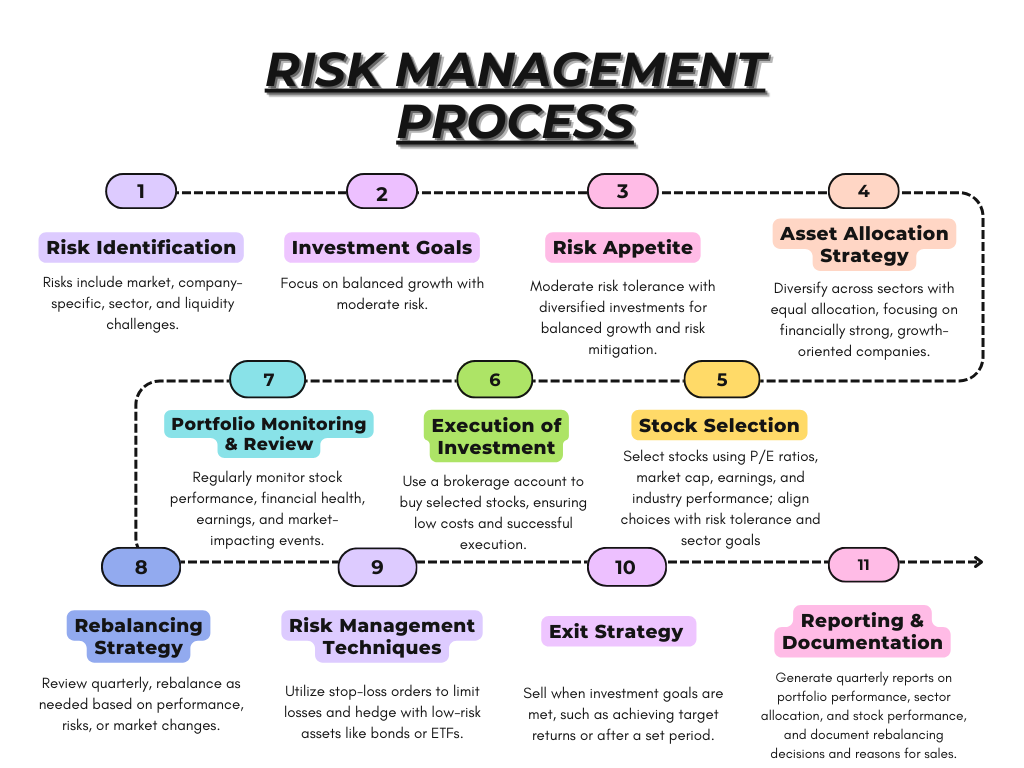 RISK MANAGEMENT
PROCESS
1
2
3
4
Risk Identification
Risks include market, company-
specific, sector, and liquidity
challenges.
Investment Goals
Focus on balanced growth with
moderate risk.
Risk Appetite
Moderate risk tolerance with
diversified investments for
balanced growth and risk
mitigation.
Asset Allocation
Strategy
Diversify across sectors with
equal allocation, focusing on
financially strong, growth-
oriented companies.
5
Stock Selection
Select stocks using P/E ratios,
market cap, earnings, and
industry performance; align
choices with risk tolerance and
sector goals
6
Execution of
Investment
Use a brokerage account to
buy selected stocks, ensuring
low costs and successful
execution.
7
Portfolio Monitoring
& Review
Regularly monitor stock
performance, financial health,
earnings, and market-
impacting events.
8
Rebalancing
Strategy
Review quarterly, rebalance as
needed based on performance,
risks, or market changes.
9
Risk Management
Techniques
Utilize stop-loss orders to limit
losses and hedge with low-risk
assets like bonds or ETFs.
10
Exit Strategy
Sell when investment goals are
met, such as achieving target
returns or after a set period.
11
Reporting &
Documentation
Generate quarterly reports on
portfolio performance, sector
allocation, and stock performance,
and document rebalancing
decisions and reasons for sales.